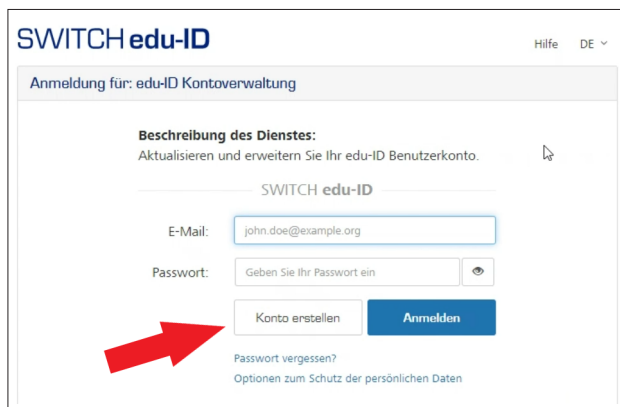 SWITCH edu-ID
Hilfe DE
Anmeldung für: edu-ID Kontoverwaltung
Beschreibung des Dienstes:
Aktualisieren und erweitern Sie Ihr edu-ID Benutzerkonto.
SWITCH edu-ID
E-Mail: john.doe@example.org
Passwort: Geben Sie Ihr Passwort ein
Konto erstellen Anmelden
Passwort vergessen?
Optionen zum Schutz der persönlichen Daten